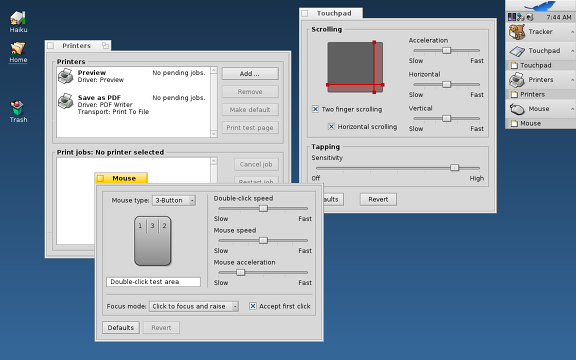 Haiku
Home
Trash
Printers
Printers
Preview
No pending jobs.
Driver: Preview
Save as PDF
No pending jobs.
Driver: PDF Writer
Transport: Print To File
Add ...
Remove
Make default
Print test page
Print jobs: No printer selected
Cancel job
Restart job
Mouse
Mouse type:
3-Button
1 3 2
Double-click test area
Double-click speed
Slow
Fast
Mouse speed
Slow
Fast
Mouse acceleration
Slow
Fast
Focus mode:
Click to focus and raise
Accept first click
Defaults
Revert
Touchpad
Scrolling
Two finger scrolling
Horizontal scrolling
Acceleration
Slow
Fast
Horizontal
Slow
Fast
Vertical
Slow
Fast
Tapping
Sensitivity
Off
High
aults
Revert
7:44 AM
Tracker
Touchpad
Touchpad
Printers
Printers
Mouse
Mouse